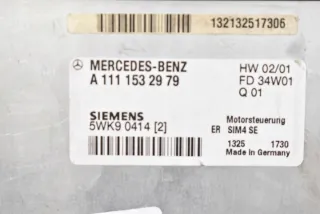 132132517306
MERCEDES-BENZ
A 111 153 29 79
HW 02/01
FD 34W01
Q 01
SIEMENS
5WK9 0414 [2]
Motorsteuerung
ER SIM4 SE
1325 1730
Made in Germany